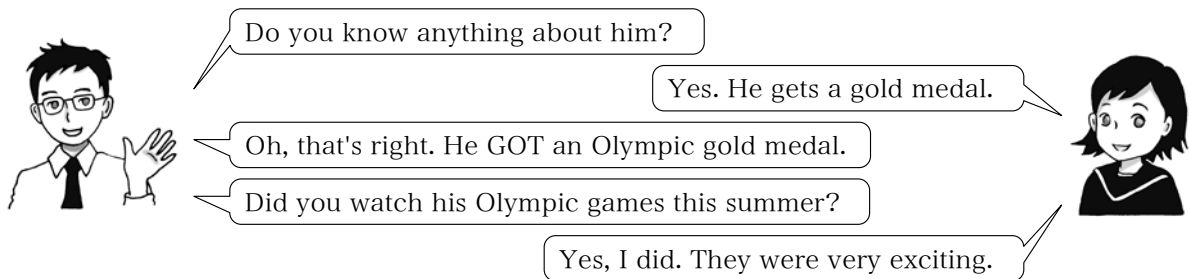 Do you know anything about him?
Yes. He gets a gold medal.
Oh, that's right. He GOT an Olympic gold medal.
Did you watch his Olympic games this summer?
Yes, I did. They were very exciting.